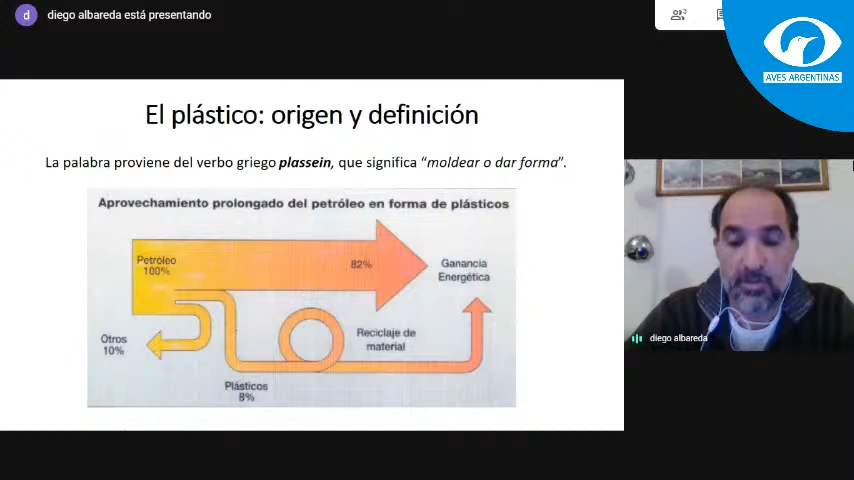 d
diego albareda está presentando
3
AVES ARGENTINAS
El plástico: origen y definición
La palabra proviene del verbo griego plassein, que significa “moldear o dar forma”.
Aprovechamiento prolongado del petróleo en forma de plásticos
Petróleo
100%
82%
Ganancia
Energética
Otros
10%
Reciclaje de
material
Plásticos
8%
diego albareda